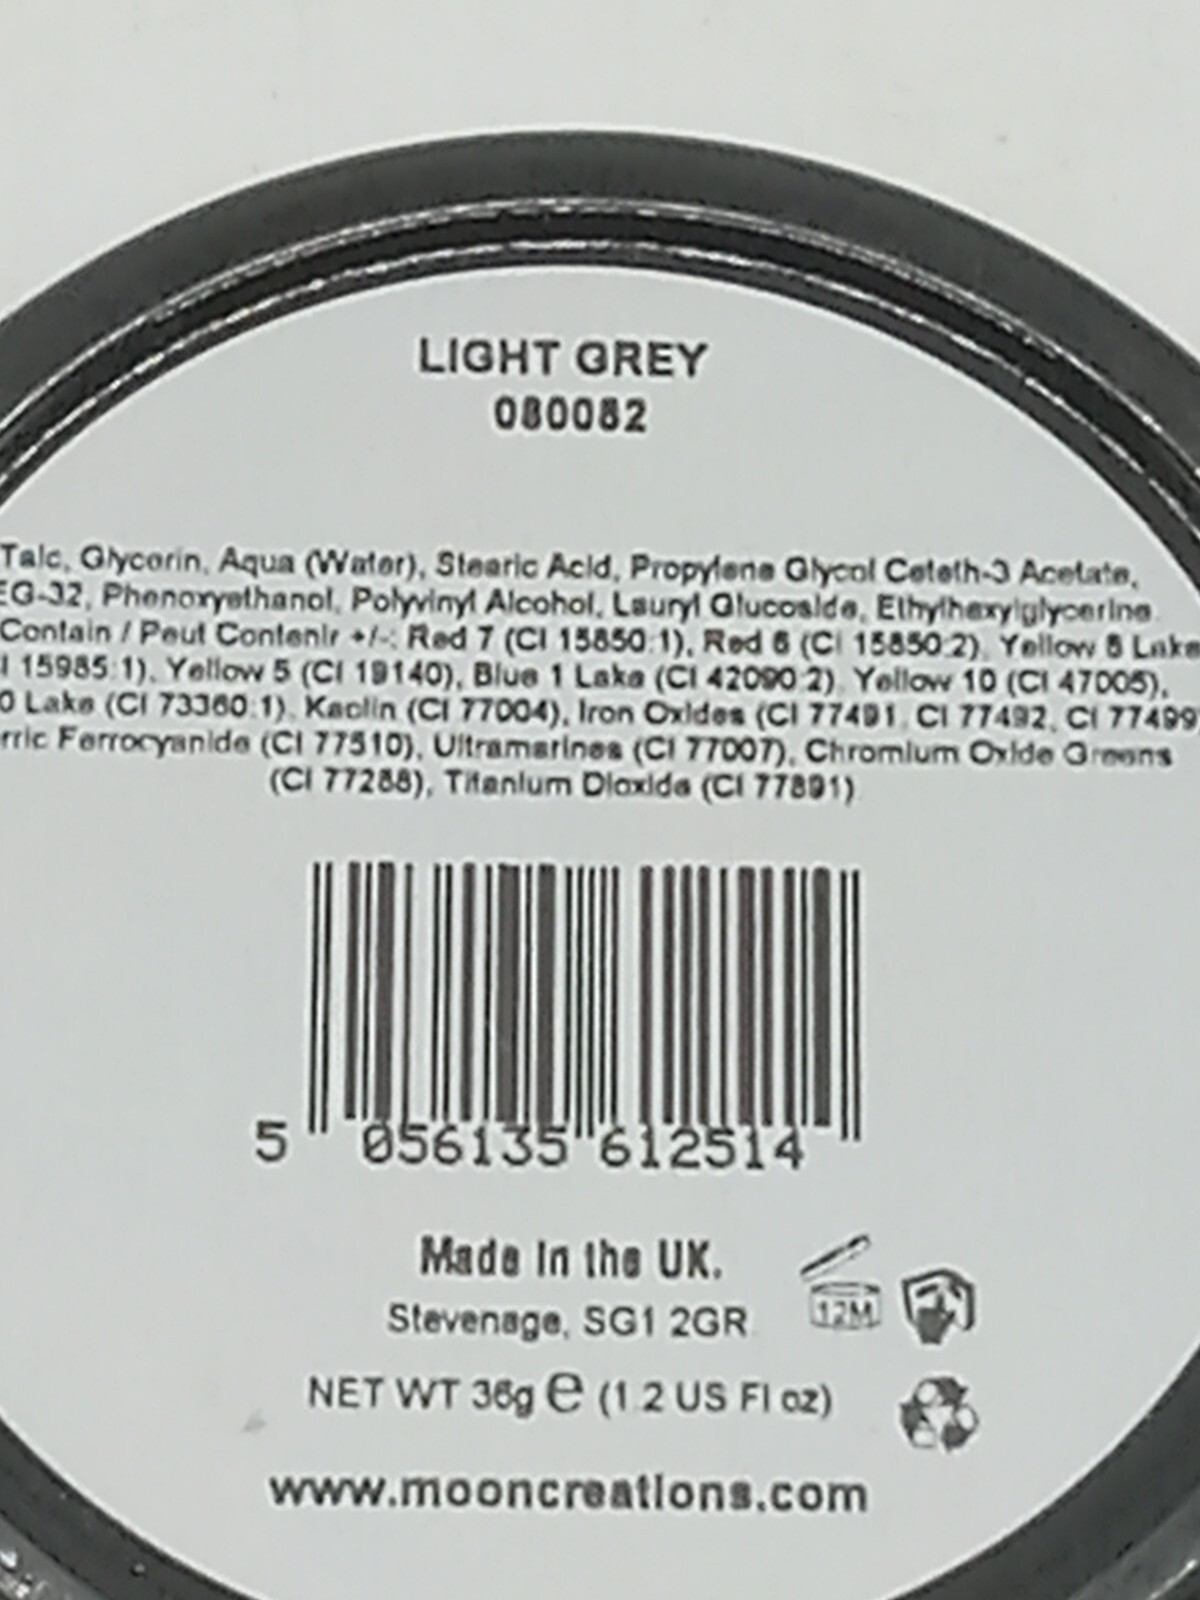 LIGHT GREY
080082
Talc, Glycerin, Aqua (Water), Stearic Acid, Propylene Glycol Ceteth-3 Acetate,
EG-32, Phenoxyethanol, Polyvinyl Alcohol, Lauryl Glucoside, Ethylhexylglycerine
Contain / Peut Contenir +/-: Red 7 (CI 15850:1), Red 6 (CI 15850:2), Yellow 6 Lake
I 15985:1), Yellow 5 (CI 19140), Blue 1 Lake (CI 42090:2), Yellow 10 (CI 47005),
0 Lake (CI 73360:1), Kaolin (CI 77004), Iron Oxides (CI 77491, CI 77492, CI 77499)
rric Ferrocyanide (CI 77510), Ultramarines (CI 77007), Chromium Oxide Greens
(CI 77288), Titanium Dioxide (CI 77891)
5 056135 612514
Made in the UK.
12M
Stevenage, SG1 2GR
NET WT 36g e (1.2 US Fl oz)
www.mooncreations.com